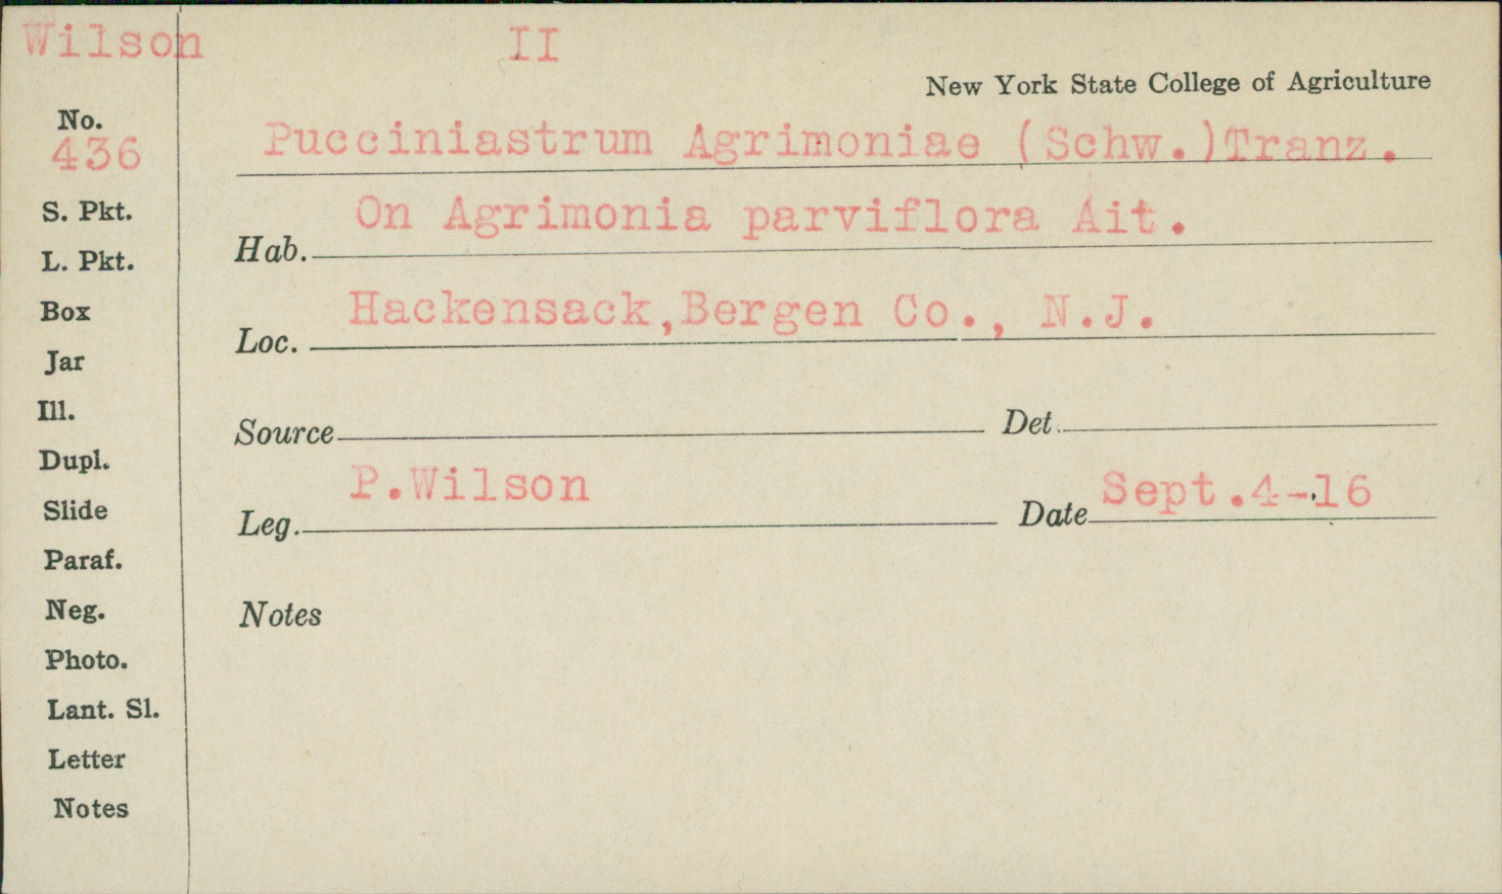 Wilson II
New York State College of Agriculture
No.
436
Pucciniastrum Agrimoniae (Schw.)Tranz.
S. Pkt.
On Agrimonia parviflora Ait.
Hab.
L. Pkt.
Hackensack,Bergen Co., N.J.
Box
Loc.
Jar
Ill.
Source Det.
Dupl.
P.Wilson Sept.4-16
Slide
Leg. Date
Paraf.
Neg.
Notes
Photo.
Lant. Sl.
Letter
Notes